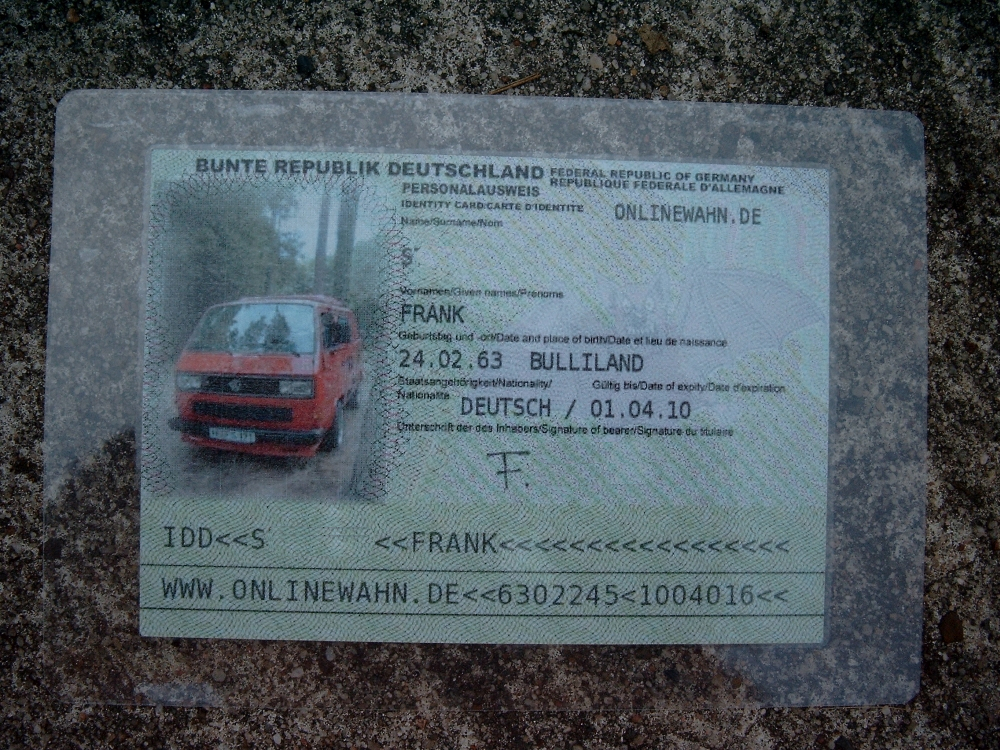 BUNTE REPUBLIK DEUTSCHLAND FEDERAL REPUBLIC OF GERMANY
REPUBLIQUE FEDERALE D'ALLEMAGNE
PERSONALAUSWEIS
IDENTITY CARD/CARTE D'IDENTITE
ONLINEWAHN.DE
Name/Surname/Nom
S
Vornamen/Given names/Prénoms
FRANK
Geburtstag und -ort/Date and place of birth/Date et lieu de naissance
24.02.63 BULLILAND
Staatsangehörigkeit/Nationality/ Gültig bis/Date of expity/Date d'expiration
Nationalité DEUTSCH / 01.04.10
Unterschrift der des Inhabers/Signature of bearer/Signature du titulaire
F.
IDD<<S <<FRANK<<<<<<<<<<<<<<<<<
WWW.ONLINEWAHN.DE<<6302245<1004016<<